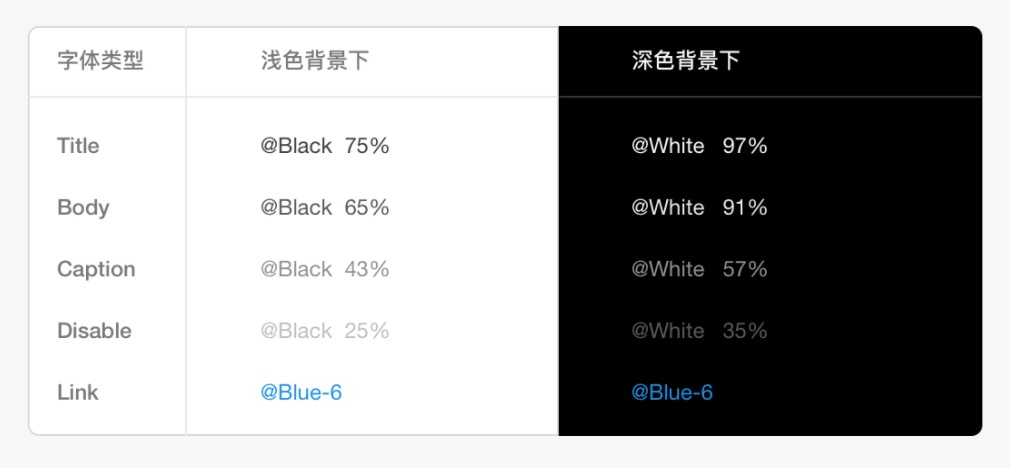 字体类型 浅色背景下 深色背景下
Title @Black 75% @White 97%
Body @Black 65% @White 91%
Caption @Black 43% @White 57%
Disable @Black 25% @White 35%
Link @Blue-6 @Blue-6